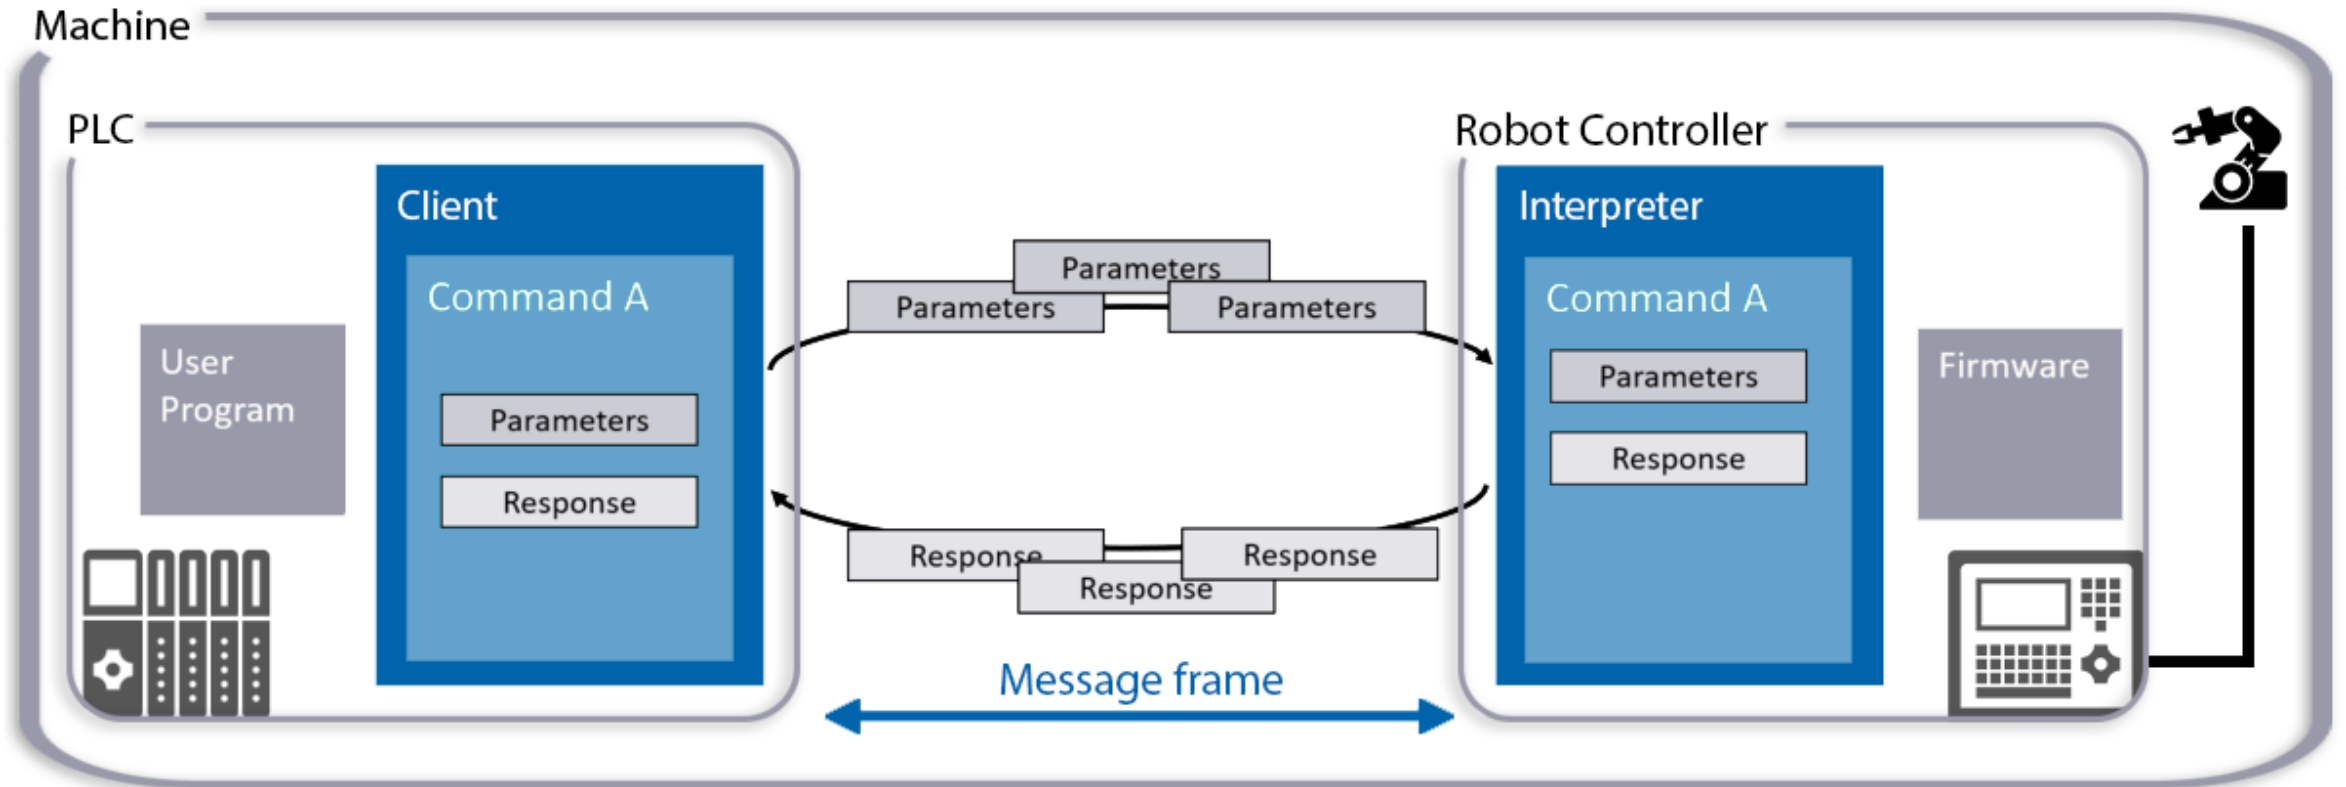 Machine
PLC
Robot Controller
Client
Interpreter
Command A
Command A
Parameters
Parameters
Parameters
User
Program
Firmware
Parameters
Response
Parameters
Response
Response
Response
Response
Message frame